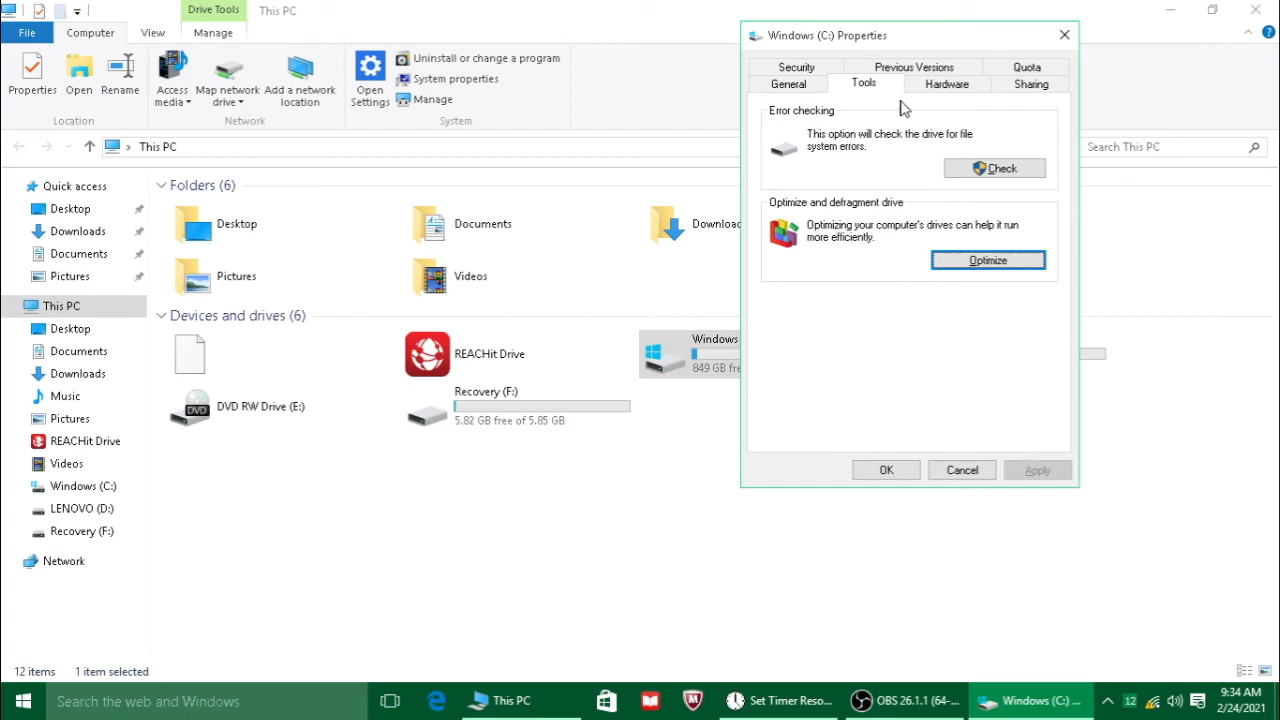 Drive Tools
This PC
File
Computer
View
Manage
Properties
Open
Rename
Access
media
Map network
drive
Add a network
location
Open
Settings
Uninstall or change a program
System properties
Manage
Location
Network
System
This PC
Search This PC
Quick access
Desktop
Downloads
Documents
Pictures
This PC
Desktop
Documents
Downloads
Music
Pictures
REACHit Drive
Videos
Windows (C:)
LENOVO (D:)
Recovery (F:)
Network
Folders (6)
Desktop
Documents
Downloa
Pictures
Videos
Devices and drives (6)
REACHit Drive
Windows
849 GB fre
DVD RW Drive (E:)
DVD
Recovery (F:)
5.82 GB free of 5.85 GB
Windows (C:) Properties
Security
Previous Versions
Quota
General
Tools
Hardware
Sharing
Error checking
This option will check the drive for file
system errors.
Check
Optimize and defragment drive
Optimizing your computer's drives can help it run
more efficiently.
Optimize
OK
Cancel
Apply
12 items
1 item selected
Search the web and Windows
This PC
Set Timer Reso...
OBS 26.1.1 (64-...
Windows (C:) ...
12
9:34 AM
2/24/2021